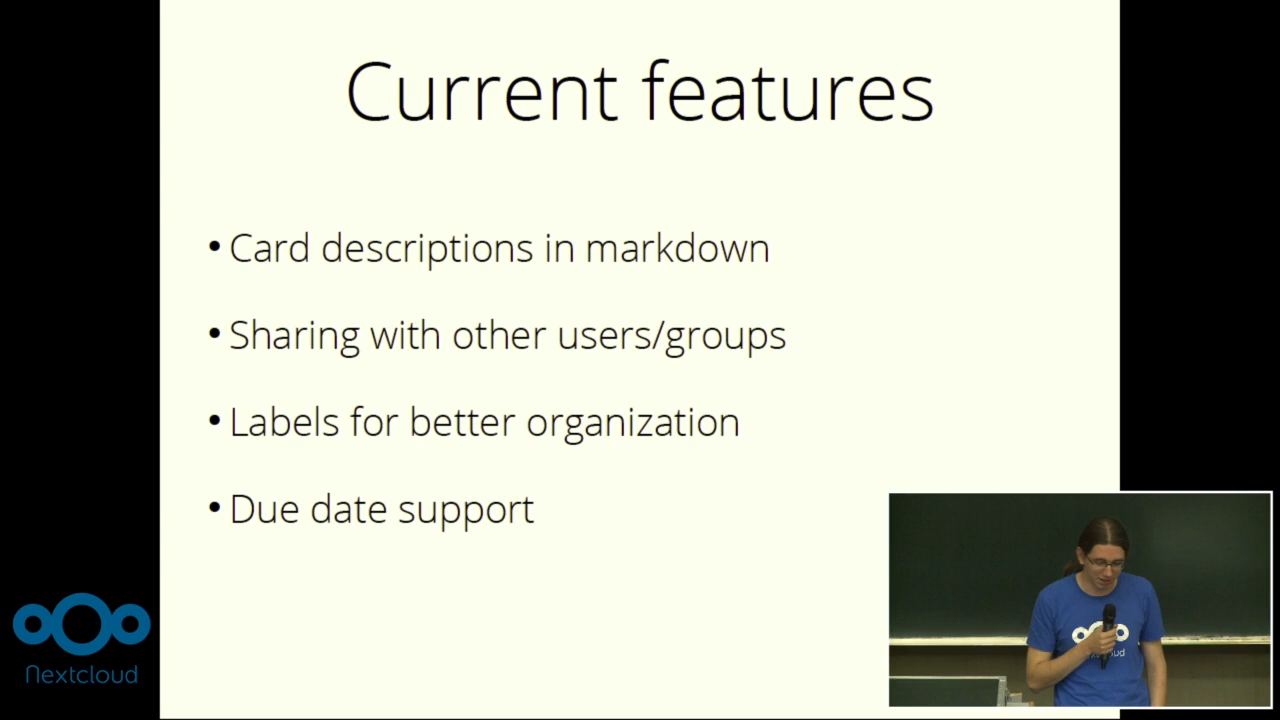 Current features
• Card descriptions in markdown
• Sharing with other users/groups
• Labels for better organization
• Due date support
Nextcloud